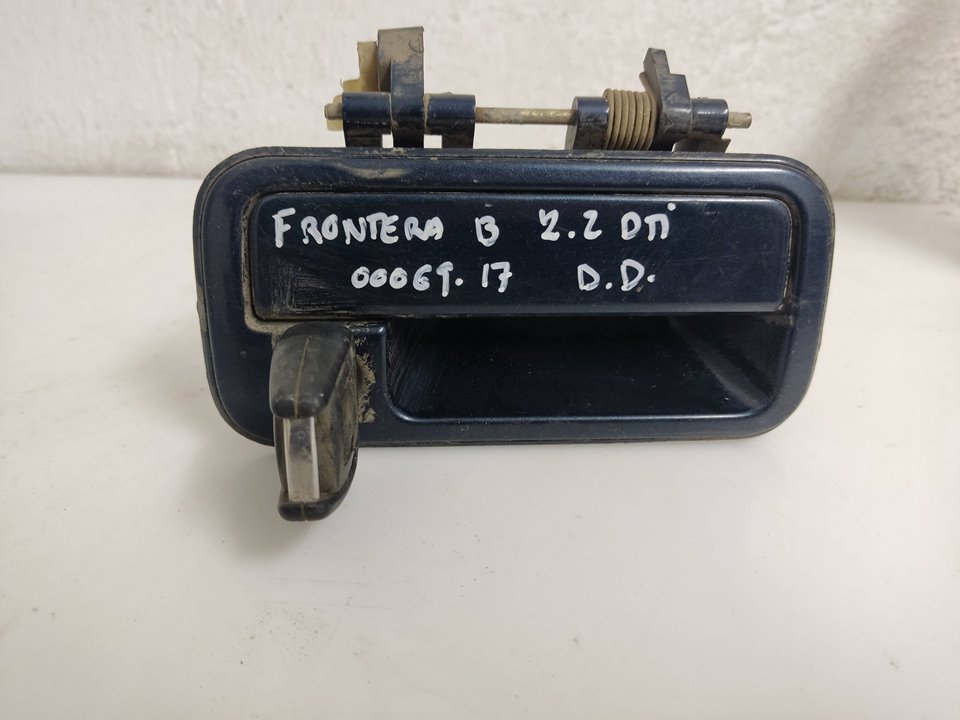 FRONTERA B 2.2 DTi
00069.17 D.D.